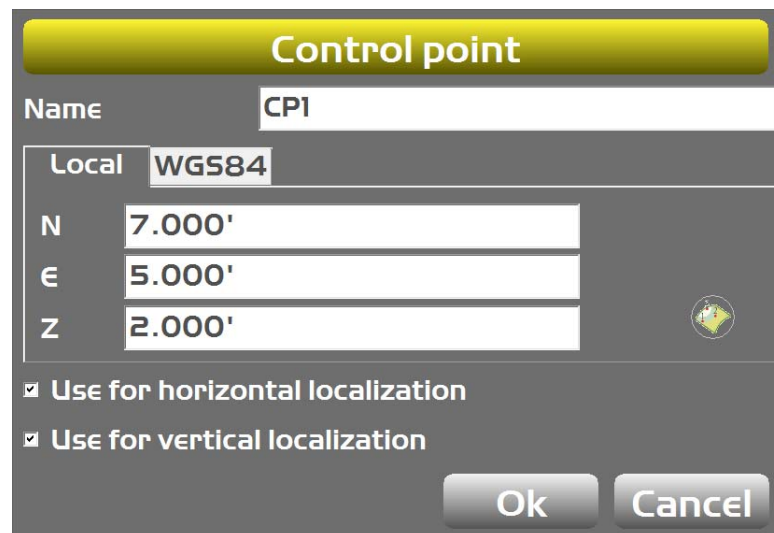 Control point
Name CP1
Local WGS84
N 7.000'
E 5.000'
Z 2.000'
Use for horizontal localization
Use for vertical localization
Ok Cancel